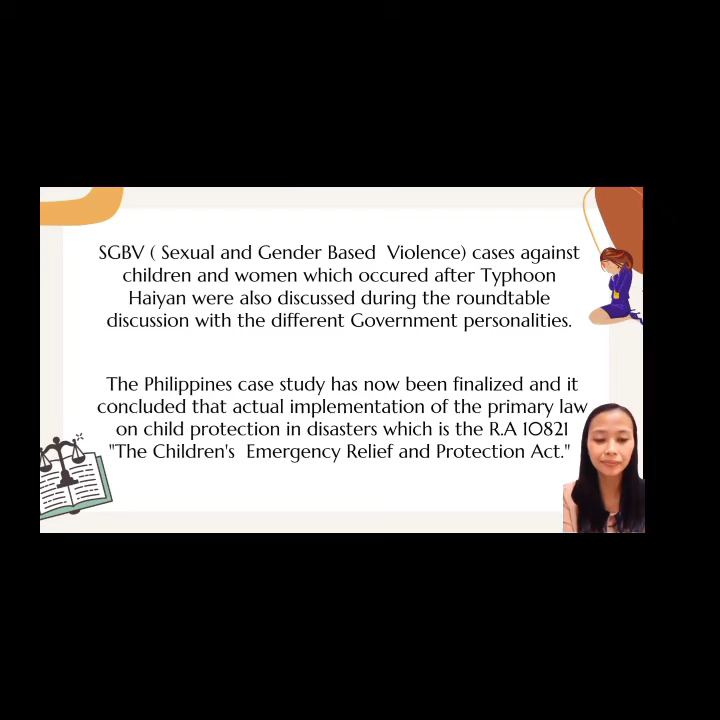 SGBV ( Sexual and Gender Based  Violence) cases against
children and women which occured after Typhoon
Haiyan were also discussed during the roundtable
discussion with the different Government personalities.
The Philippines case study has now been finalized and it
concluded that actual implementation of the primary law
on child protection in disasters which is the R.A 10821
"The Children's  Emergency Relief and Protection Act."